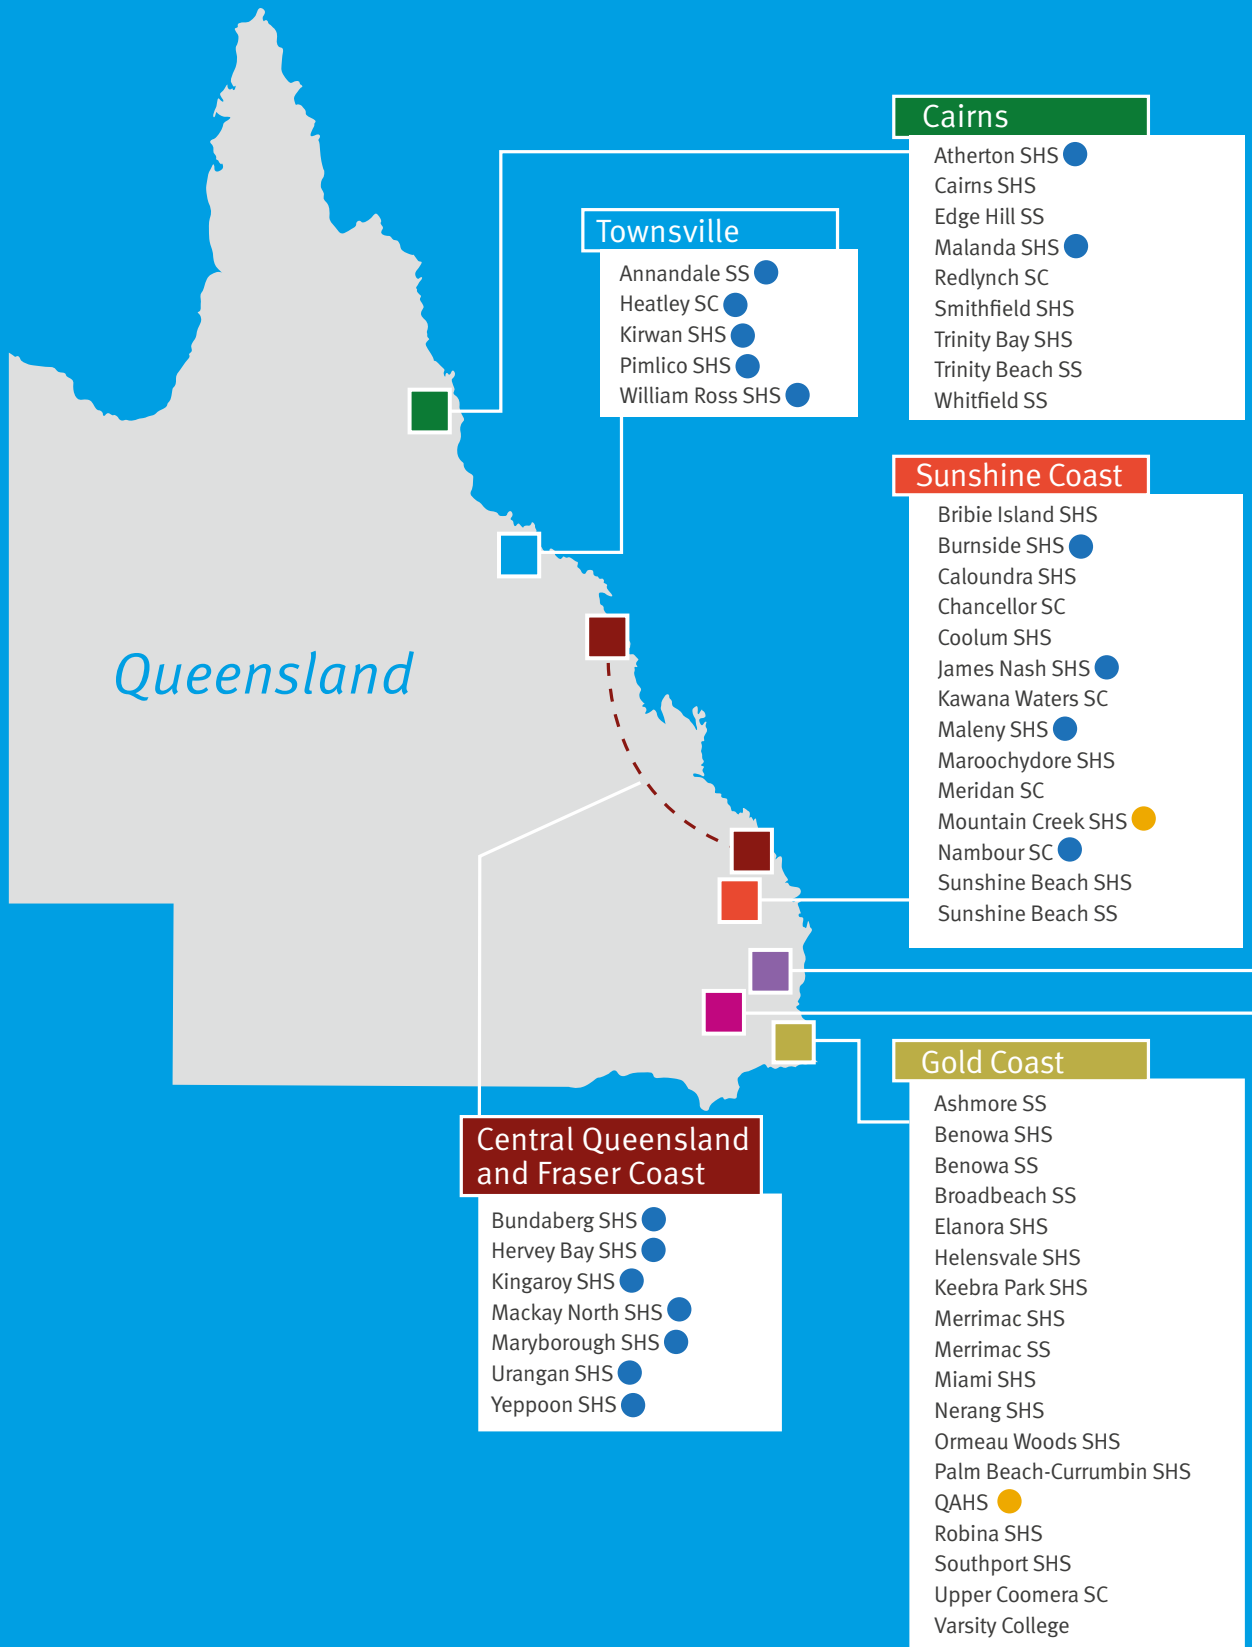 Cairns
Atherton SHS
Cairns SHS
Edge Hill SS
Malanda SHS
Redlynch SC
Smithfield SHS
Trinity Bay SHS
Trinity Beach SS
Whitfield SS
Townsville
Annandale SS
Heatley SC
Kirwan SHS
Pimlico SHS
William Ross SHS
Sunshine Coast
Bribie Island SHS
Burnside SHS
Caloundra SHS
Chancellor SC
Coolum SHS
James Nash SHS
Kawana Waters SC
Maleny SHS
Maroochydore SHS
Meridan SC
Mountain Creek SHS
Nambour SC
Sunshine Beach SHS
Sunshine Beach SS
Queensland
Gold Coast
Ashmore SS
Benowa SHS
Benowa SS
Broadbeach SS
Elanora SHS
Helensvale SHS
Keebra Park SHS
Merrimac SHS
Merrimac SS
Miami SHS
Nerang SHS
Ormeau Woods SHS
Palm Beach-Currumbin SHS
QAHS
Robina SHS
Southport SHS
Upper Coomera SC
Varsity College
Central Queensland
and Fraser Coast
Bundaberg SHS
Hervey Bay SHS
Kingaroy SHS
Mackay North SHS
Maryborough SHS
Urangan SHS
Yeppoon SHS